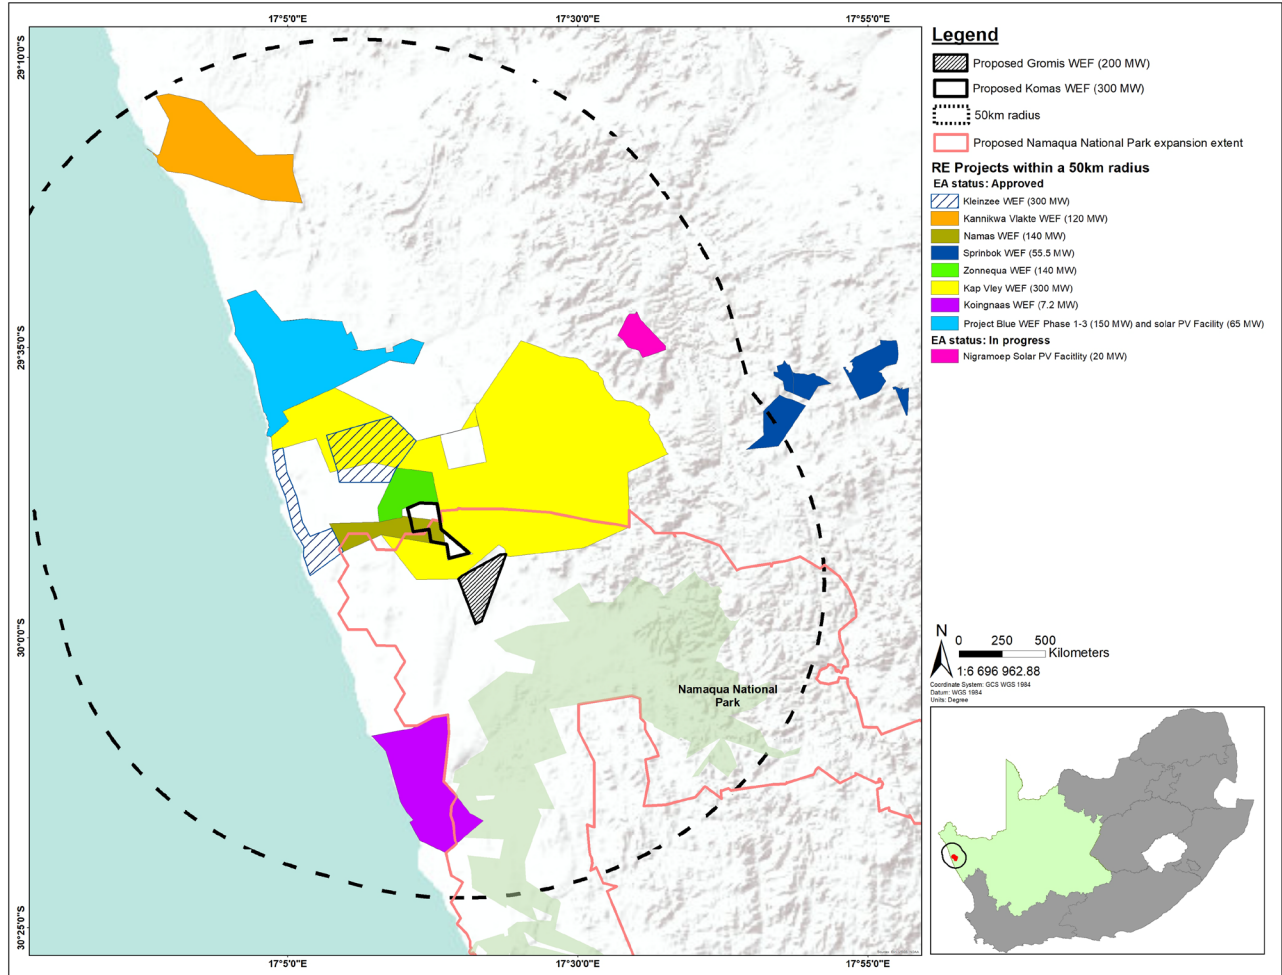 17°5'0"E
17°30'0"E
17°55'0"E
29°10'0"S
29°35'0"S
30°0'0"S
30°25'0"S
Namaqua National
Park
17°5'0"E
17°30'0"E
17°55'0"E
Legend
Proposed Gromis WEF (200 MW)
Proposed Komas WEF (300 MW)
50km radius
Proposed Namaqua National Park expansion extent
RE Projects within a 50km radius
EA status: Approved
Kleinzee WEF (300 MW)
Kannikwa Vlakte WEF (120 MW)
Namas WEF (140 MW)
Sprinbok WEF (55.5 MW)
Zonnequa WEF (140 MW)
Kap Vley WEF (300 MW)
Koingnaas WEF (7.2 MW)
Project Blue WEF Phase 1-3 (150 MW) and solar PV Facility (65 MW)
EA status: In progress
Nigramoep Solar PV Facitlity (20 MW)
N
0 250 500
Kilometers
1:6 696 962.88
Coordinate System: GCS WGS 1984
Datum: WGS 1984
Units: Degree